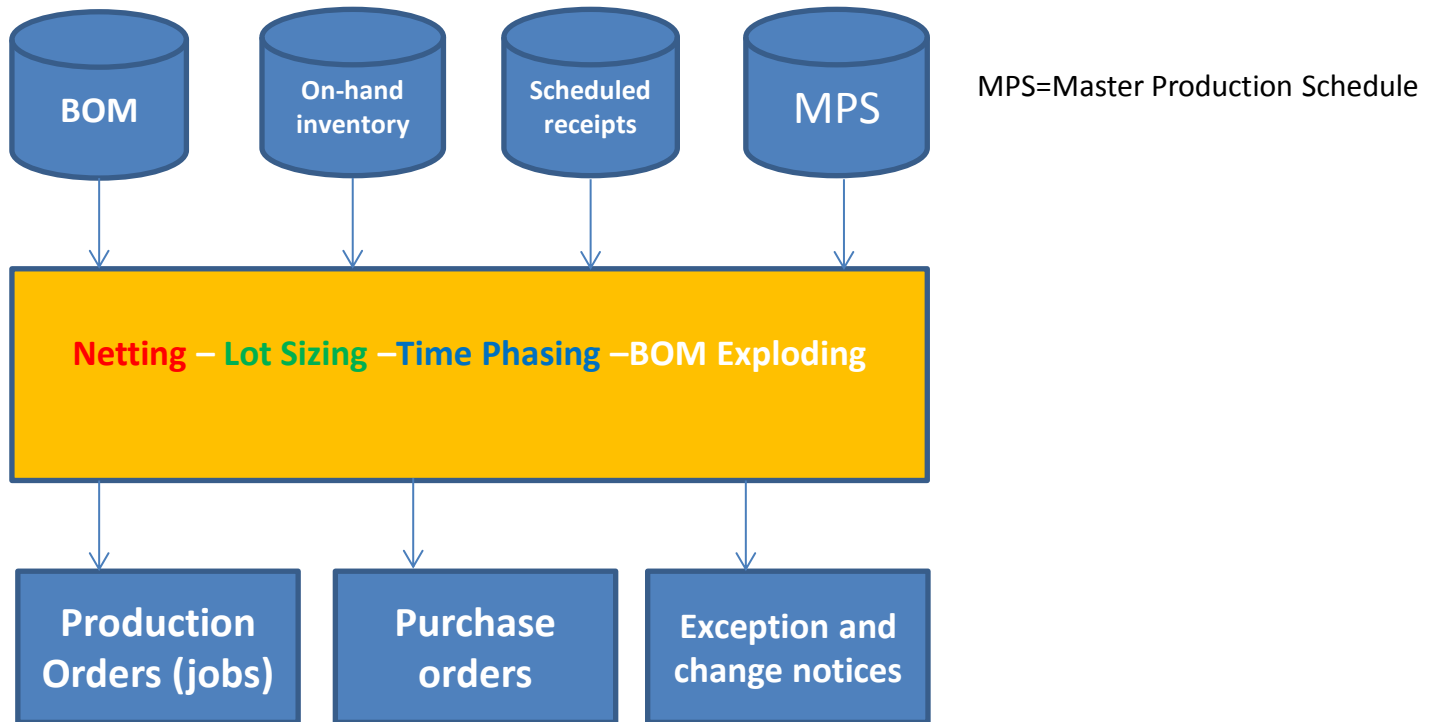 BOM
On-hand
inventory
Scheduled
receipts
MPS
MPS=Master Production Schedule
Netting – Lot Sizing –Time Phasing –BOM Exploding
Production
Orders (jobs)
Purchase
orders
Exception and
change notices